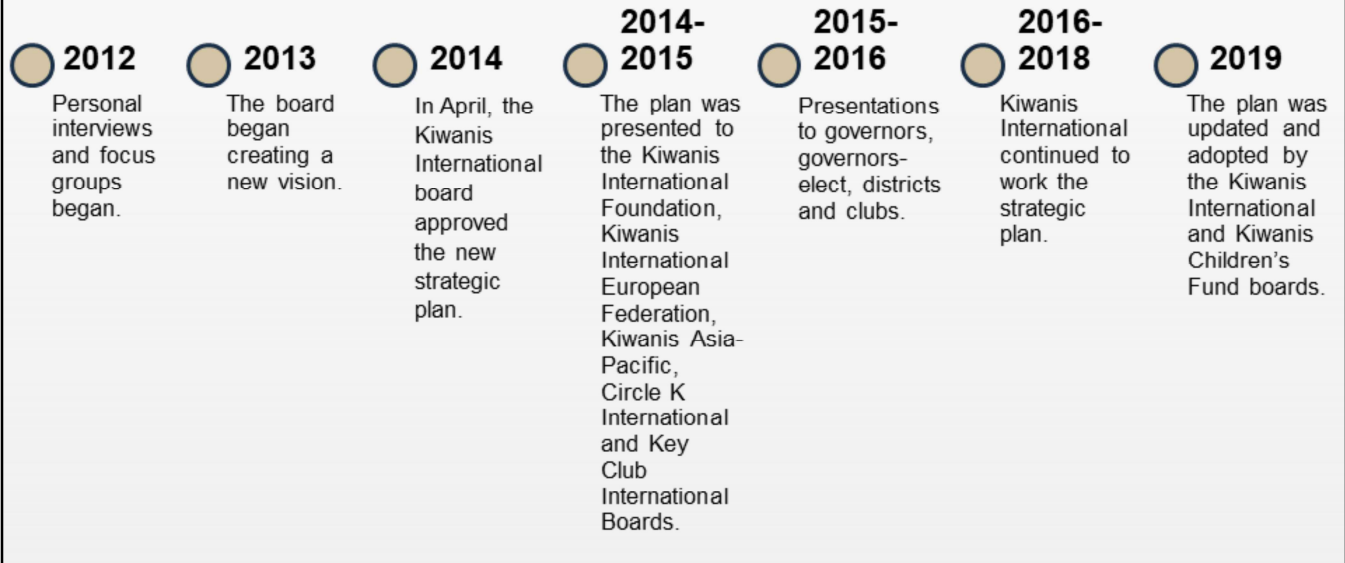 2012
Personal
interviews
and focus
groups
began.
2013
The board
began
creating a
new vision.
2014
In April, the
Kiwanis
International
board
approved
the new
strategic
plan.
2014-
2015
The plan was
presented to
the Kiwanis
International
Foundation,
Kiwanis
International
European
Federation,
Kiwanis Asia-
Pacific,
Circle K
International
and Key
Club
International
Boards.
2015-
2016
Presentations
to governors,
governors-
elect, districts
and clubs.
2016-
2018
Kiwanis
International
continued to
work the
strategic
plan.
2019
The plan was
updated and
adopted by
the Kiwanis
International
and Kiwanis
Children’s
Fund boards.